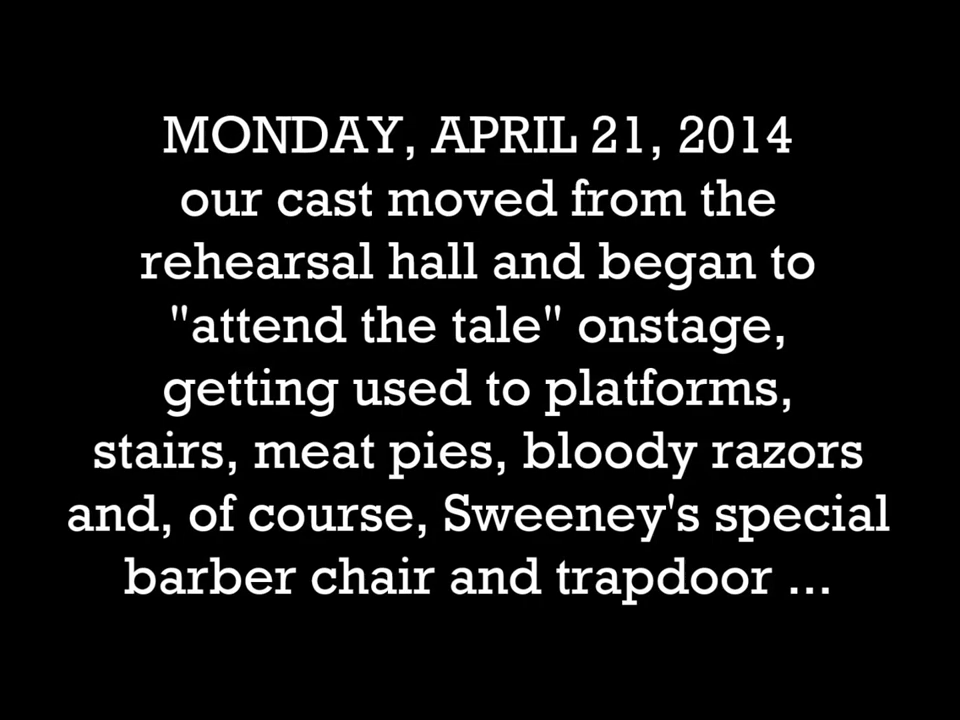 MONDAY, APRIL 21, 2014
our cast moved from the
rehearsal hall and began to
"attend the tale" onstage,
getting used to platforms,
stairs, meat pies, bloody razors
and, of course, Sweeney's special
barber chair and trapdoor ...